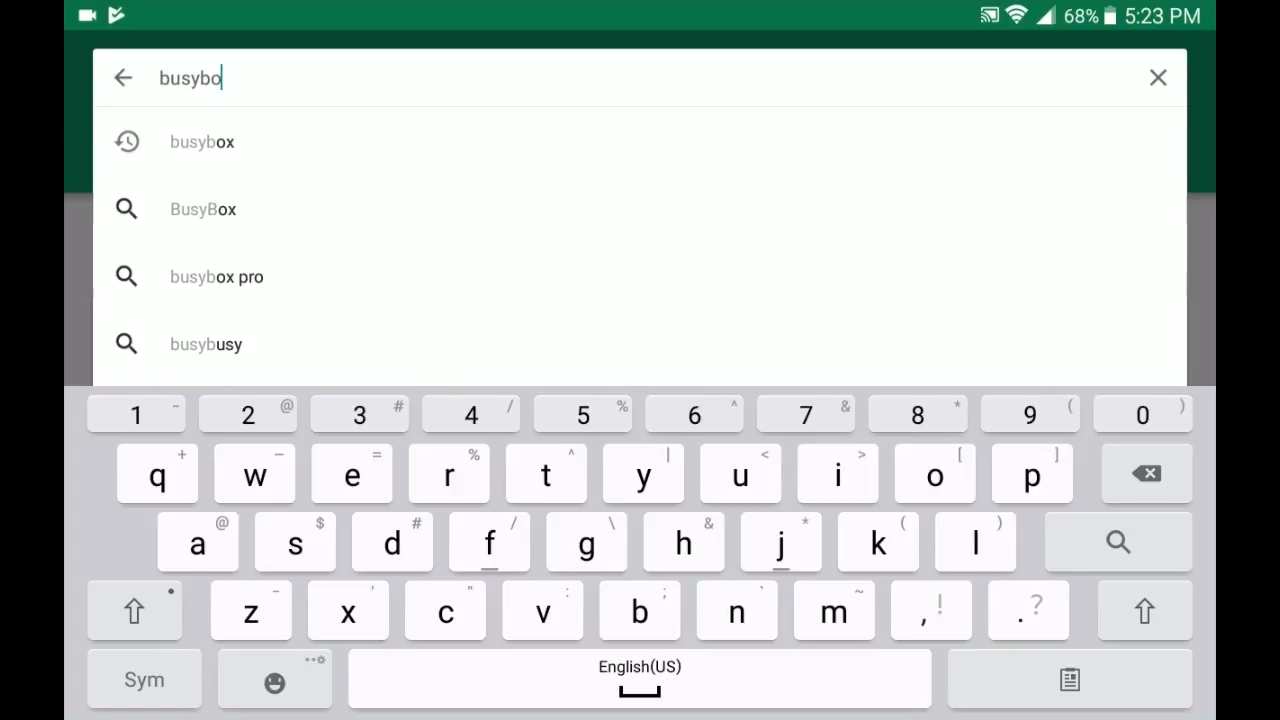 68% 5:23 PM
busybo
busybox
BusyBox
busybox pro
busybusy
1 - 2 @ 3 # 4 / 5 % 6 ^ 7 & 8 * 9 ( 0 )
q + w − e = r % t ^ y | u < i > o [ p ]
a @ s $ d # f / g \ h & j * k ( l )
z - x ' c " v : b ; n ` m ~ , ! . ?
Sym English(US)